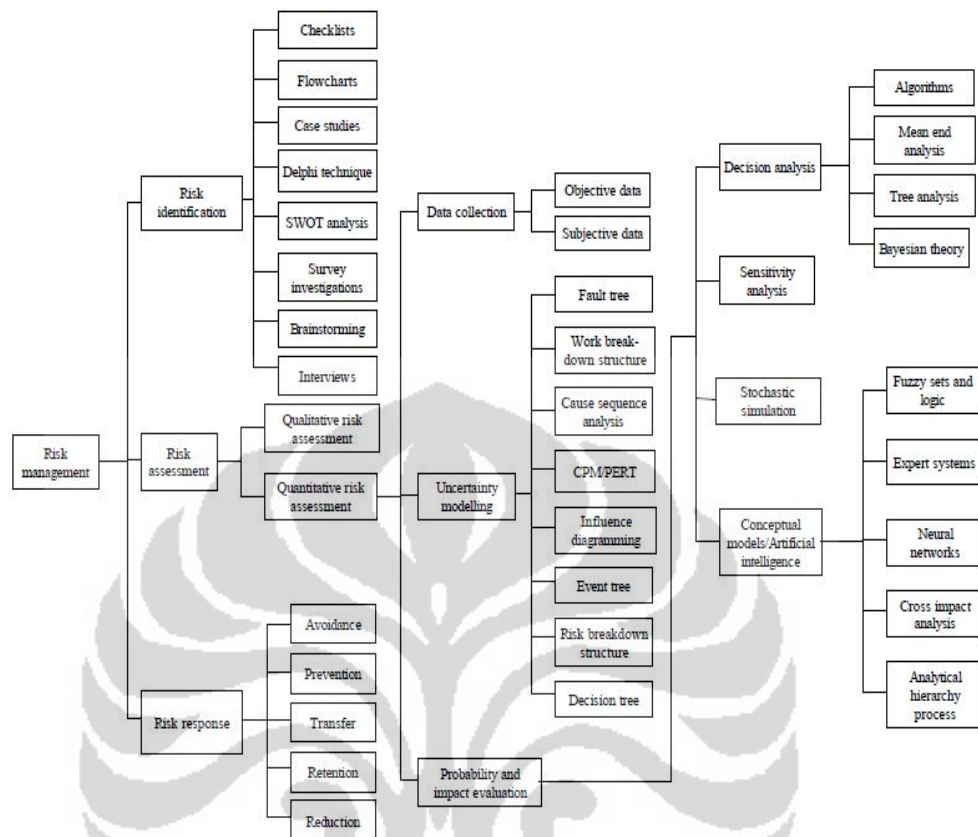 Risk
management
Risk
identification
Checklists
Flowcharts
Case studies
Delphi technique
SWOT analysis
Survey
investigations
Brainstorming
Interviews
Risk
assessment
Qualitative risk
assessment
Quantitative risk
assessment
Risk response
Avoidance
Prevention
Transfer
Retention
Reduction
Data collection
Objective data
Subjective data
Uncertainty
modelling
Fault tree
Work break-
down structure
Cause sequence
analysis
CPM/PERT
Influence
diagramming
Event tree
Risk breakdown
structure
Decision tree
Probability and
impact evaluation
Decision analysis
Algorithms
Mean end
analysis
Tree analysis
Bayesian theory
Sensitivity
analysis
Stochastic
simulation
Conceptual
models/Artificial
intelligence
Fuzzy sets and
logic
Expert systems
Neural
networks
Cross impact
analysis
Analytical
hierarchy
process